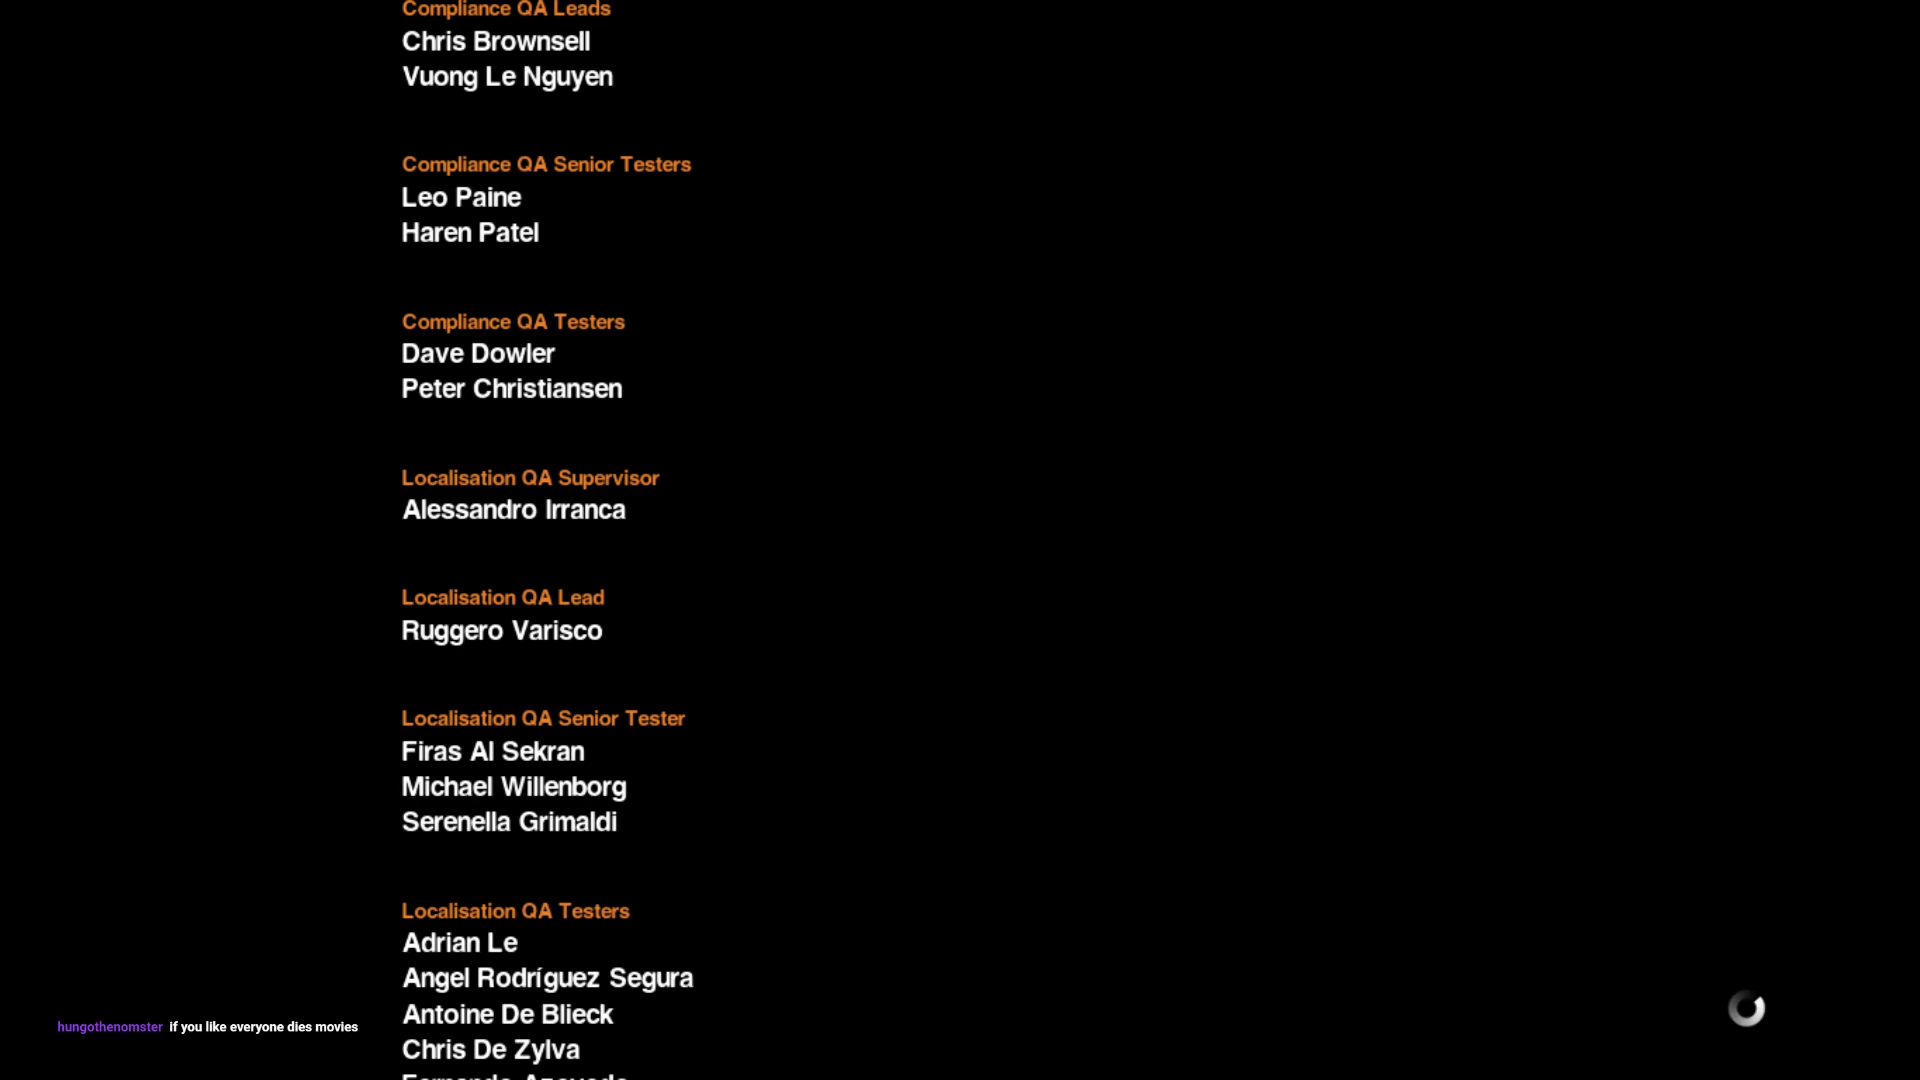 Compliance QA Leads
Chris Brownsell
Vuong Le Nguyen
Compliance QA Senior Testers
Leo Paine
Haren Patel
Compliance QA Testers
Dave Dowler
Peter Christiansen
Localisation QA Supervisor
Alessandro Irranca
Localisation QA Lead
Ruggero Varisco
Localisation QA Senior Tester
Firas Al Sekran
Michael Willenborg
Serenella Grimaldi
Localisation QA Testers
Adrian Le
Angel Rodríguez Segura
Antoine De Blieck
Chris De Zylva
hungothenomster if you like everyone dies movies